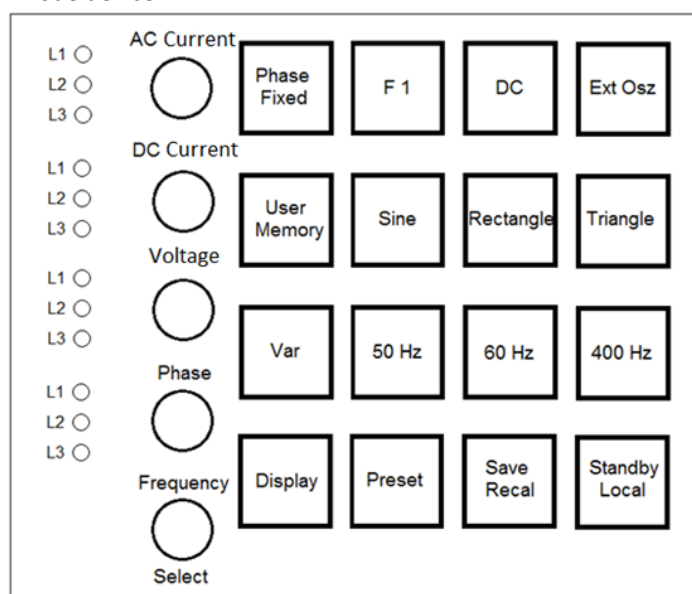 AC Current
L1
L2
L3
Phase
Fixed
F 1
DC
Ext Osz
DC Current
L1
L2
L3
User
Memory
Sine
Rectangle
Triangle
Voltage
L1
L2
L3
Var
50 Hz
60 Hz
400 Hz
Phase
L1
L2
L3
Frequency
Display
Preset
Save
Recal
Standby
Local
Select